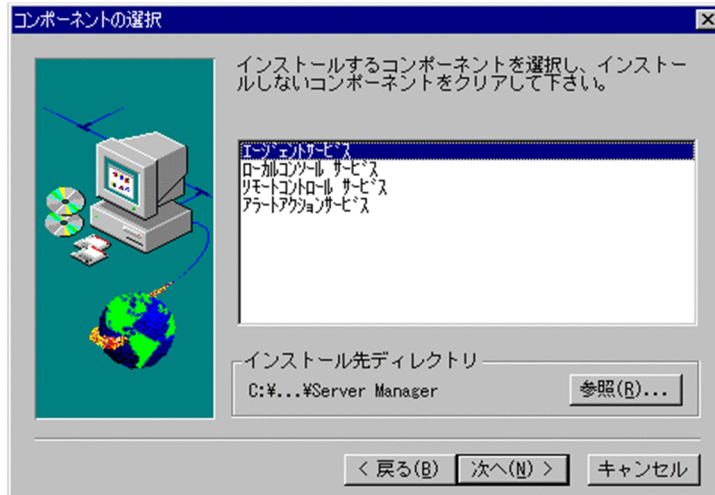 コンポーネントの選択
インストールするコンポーネントを選択し、インストー
ルしないコンポーネントをクリアして下さい。
エージェントサービス
ローカルコンソール サービス
リモートコントロール サービス
アラートアクションサービス
インストール先ディレクトリ
C:¥...¥Server Manager
参照(R)...
< 戻る(B)
次へ(N) >
キャンセル